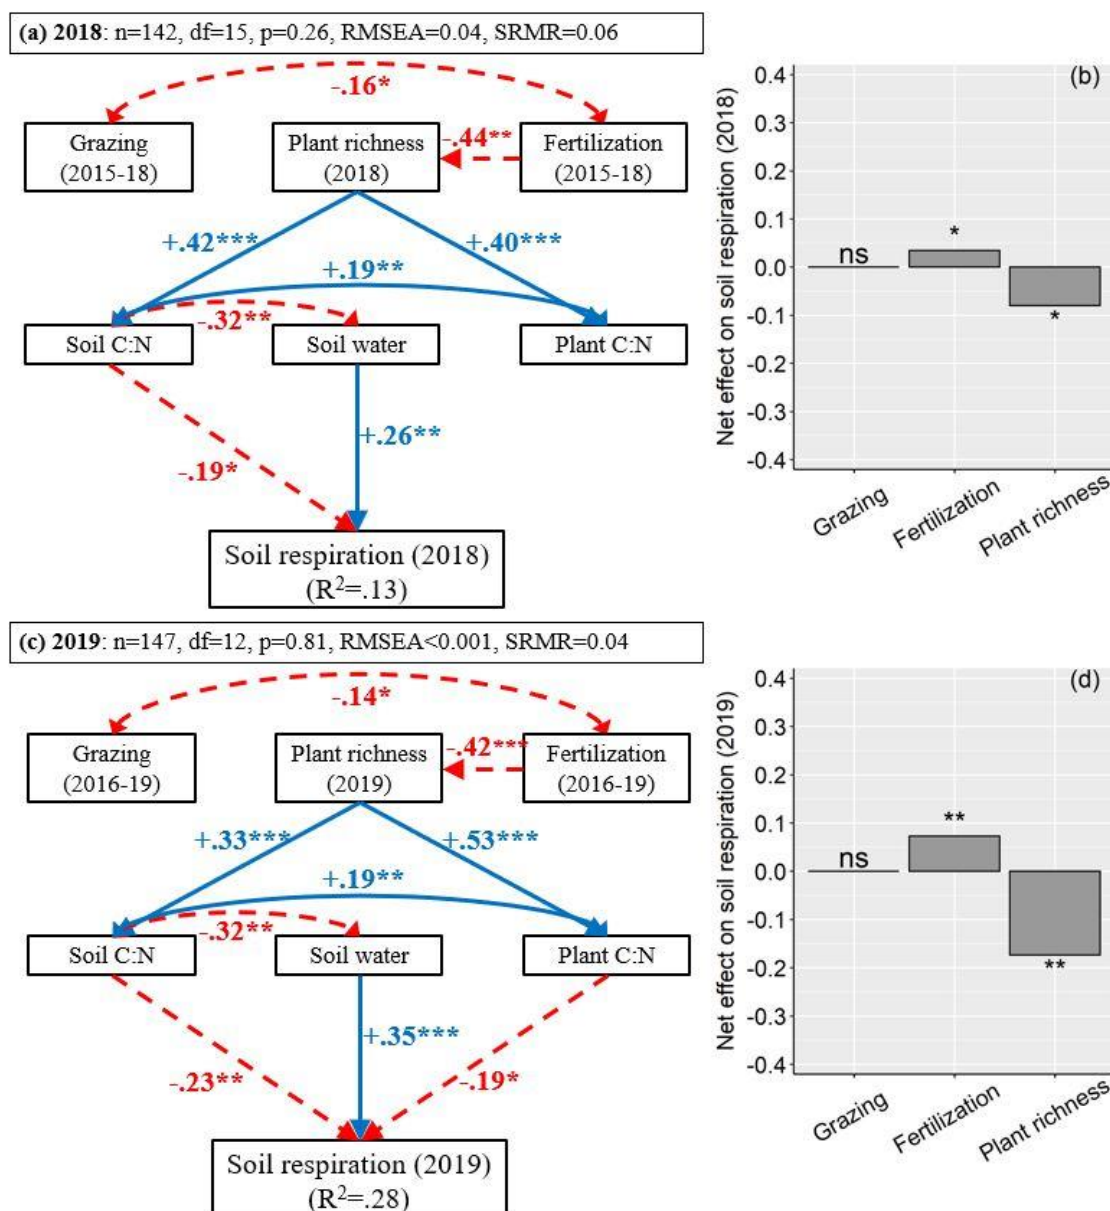 (a) 2018: n=142, df=15, p=0.26, RMSEA=0.04, SRMR=0.06
-.16*
Grazing
(2015-18)
Plant richness
(2018)
-.44**
Fertilization
(2015-18)
+.42***
+.40***
+.19**
-.32**
Soil C:N
Soil water
Plant C:N
+.26**
-.19*
Soil respiration (2018)
(R²=.13)
(b)
Net effect on soil respiration (2018)
0.4
0.3
0.2
0.1
0.0
-0.1
-0.2
-0.3
-0.4
ns
*
*
Grazing
Fertilization
Plant richness
(c) 2019: n=147, df=12, p=0.81, RMSEA<0.001, SRMR=0.04
-.14*
Grazing
(2016-19)
Plant richness
(2019)
-.42***
Fertilization
(2016-19)
+.33***
+.53***
+.19**
-.32**
Soil C:N
Soil water
Plant C:N
+.35***
-.23**
-.19*
Soil respiration (2019)
(R²=.28)
(d)
Net effect on soil respiration (2019)
0.4
0.3
0.2
0.1
0.0
-0.1
-0.2
-0.3
-0.4
ns
**
**
Grazing
Fertilization
Plant richness